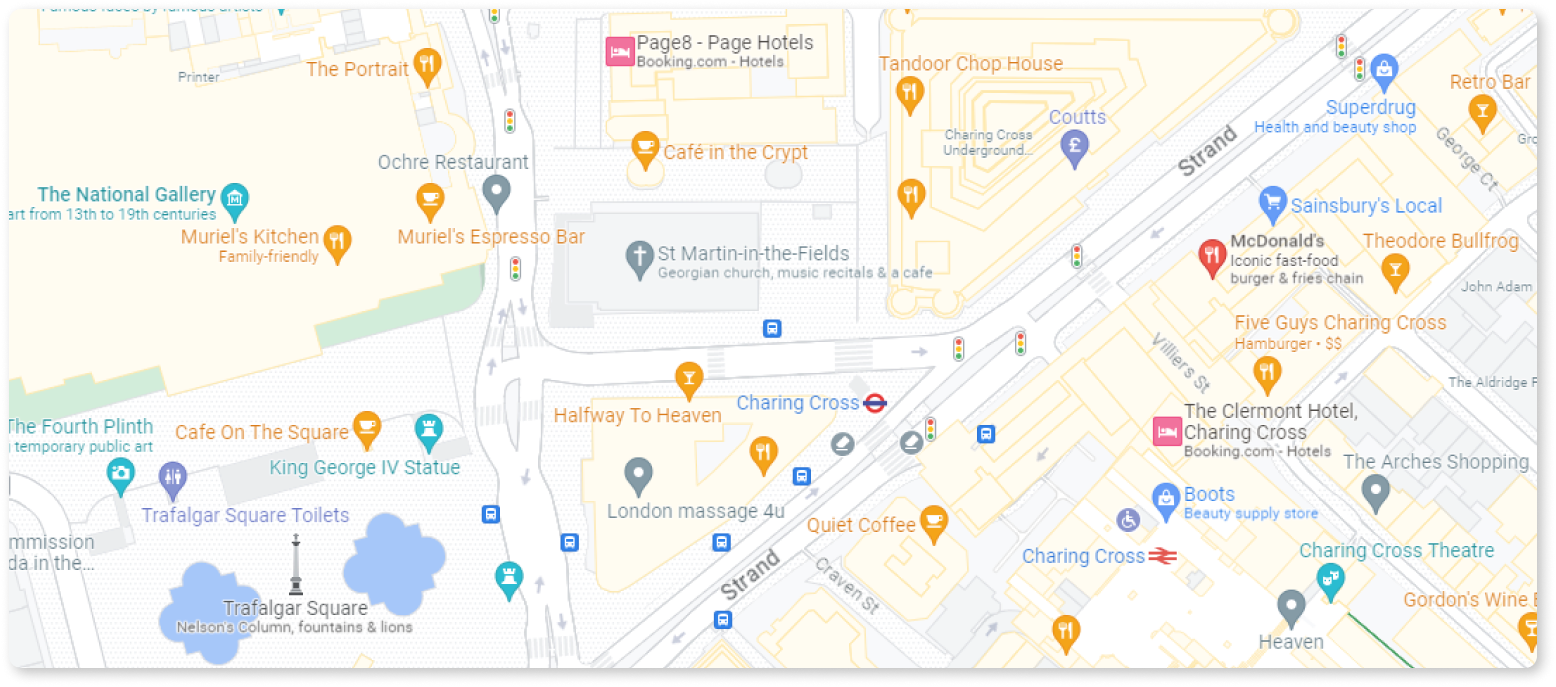 Famous faces by famous artists
Page8 - Page Hotels
Booking.com - Hotels
The Portrait
Printer
Tandoor Chop House
Retro Bar
Superdrug
Health and beauty shop
Coutts
Charing Cross
Underground...
Strand
George Ct
Gro
Café in the Crypt
Ochre Restaurant
The National Gallery
art from 13th to 19th centuries
Muriel's Kitchen
Family-friendly
Muriel's Espresso Bar
Sainsbury's Local
McDonald's
Iconic fast-food
burger & fries chain
Theodore Bullfrog
St Martin-in-the-Fields
Georgian church, music recitals & a cafe
John Adam
Five Guys Charing Cross
Hamburger • $$
Villiers St
The Aldridge F
Halfway To Heaven
Charing Cross
The Clermont Hotel,
Charing Cross
Booking.com - Hotels
The Fourth Plinth
temporary public art
Cafe On The Square
King George IV Statue
The Arches Shopping
Trafalgar Square Toilets
London massage 4u
Boots
Beauty supply store
Quiet Coffee
mmission
da in the...
Charing Cross
Charing Cross Theatre
Strand
Craven St
Trafalgar Square
Nelson's Column, fountains & lions
Gordon's Wine B
Heaven